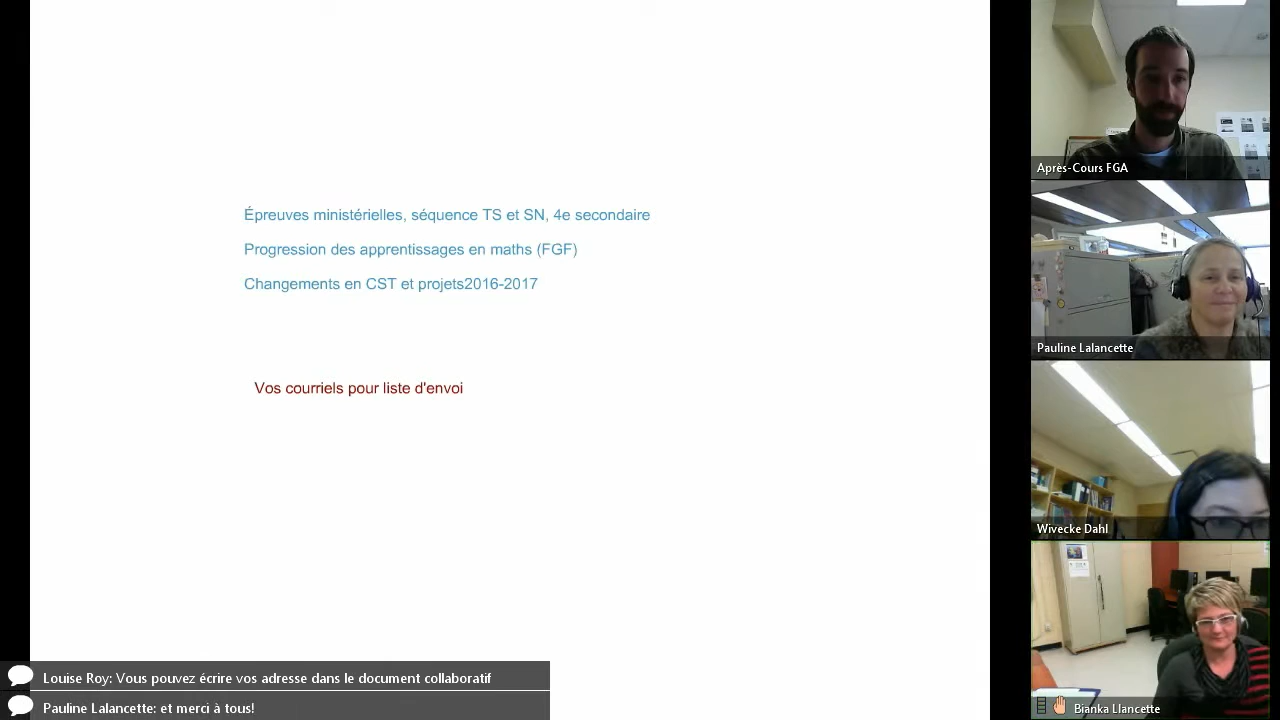 Épreuves ministérielles, séquence TS et SN, 4e secondaire
Progression des apprentissages en maths (FGF)
Changements en CST et projets2016-2017
Vos courriels pour liste d'envoi
Louise Roy: Vous pouvez écrire vos adresse dans le document collaboratif
Pauline Lalancette: et merci à tous!
Après-Cours FGA
Pauline Lalancette
Wivecke Dahl
Bianka Llancette